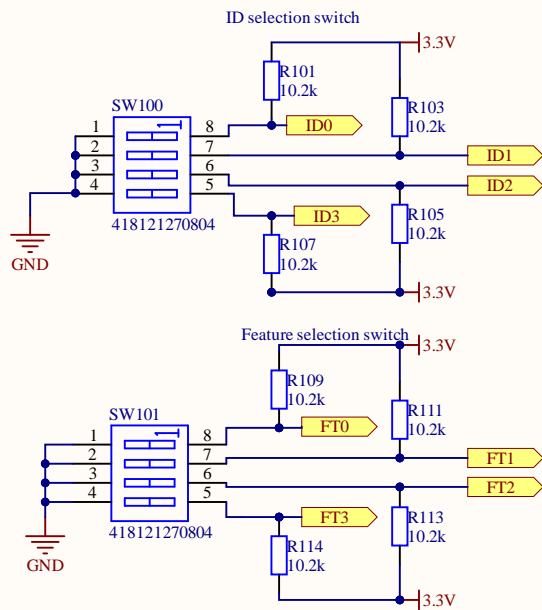 ID selection switch
3.3V
R101
10.2k
R103
10.2k
SW100
1
2
3
4
8
7
6
5
ID0
ID1
ID2
ID3
R105
10.2k
R107
10.2k
418121270804
GND
3.3V
Feature selection switch
3.3V
R109
10.2k
R111
10.2k
SW101
1
2
3
4
8
7
6
5
FT0
FT1
FT2
FT3
R113
10.2k
R114
10.2k
418121270804
GND
3.3V